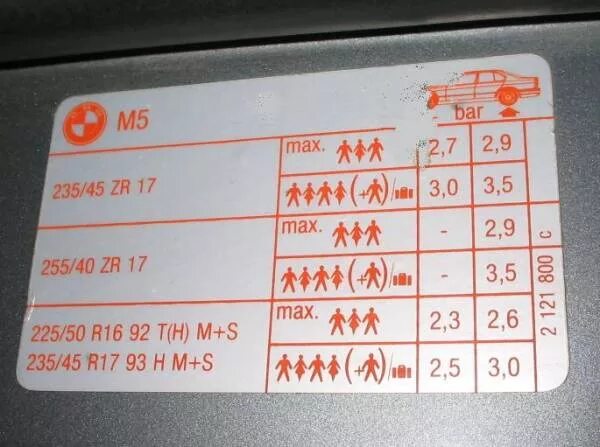 M5
bar
235/45 ZR 17
max. 2,7 2,9
(+)/ 3,0 3,5
255/40 ZR 17
max. - 2,9
(+)/ - 3,5
225/50 R16 92 T(H) M+S
235/45 R17 93 H M+S
max. 2,3 2,6
(+)/ 2,5 3,0
2 121 800 c